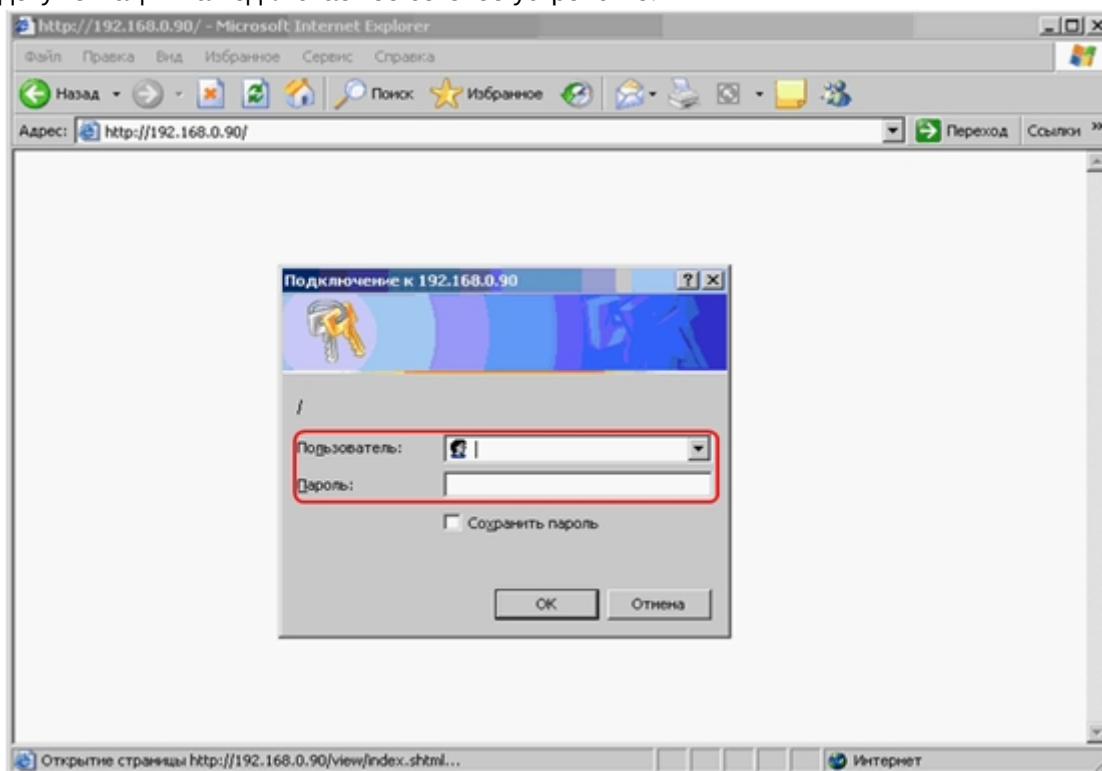 http://192.168.0.90/ - Microsoft Internet Explorer
Файл Правка Вид Избранное Сервис Справка
Назад Поиск Избранное
Адрес: http://192.168.0.90/ Переход Ссылки »
Подключение к 192.168.0.90
/
Пользователь:
Пароль:
Сохранить пароль
OK Отмена
Открытие страницы http://192.168.0.90/view/index.shtml... Интернет